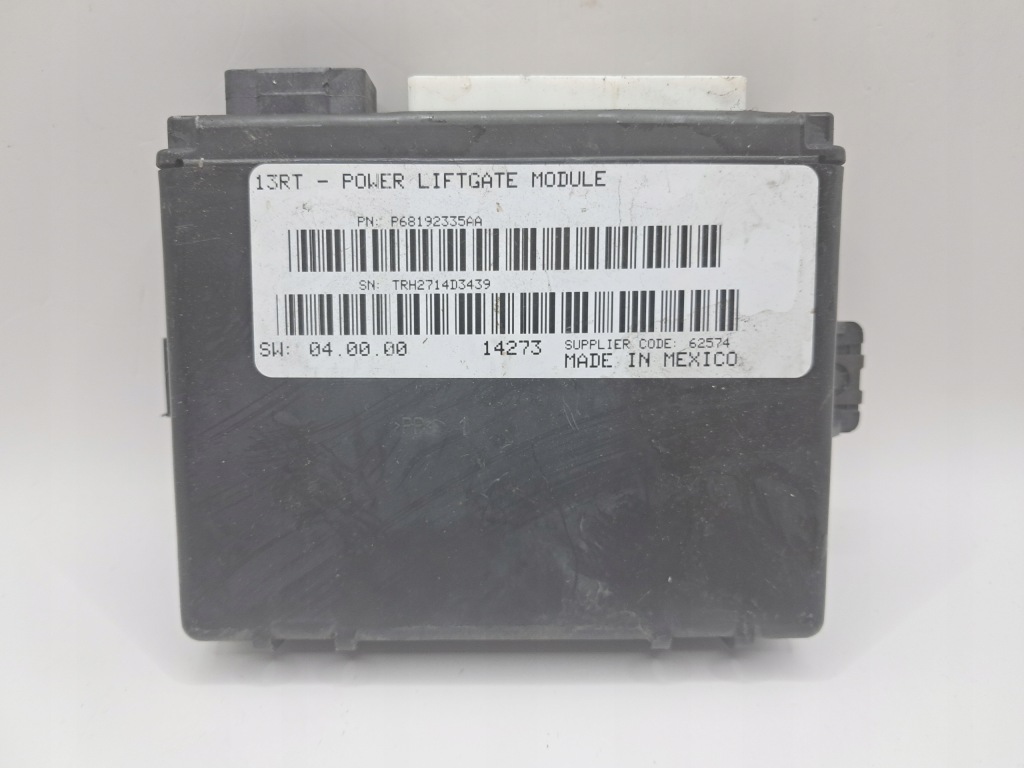 13RT - POWER LIFTGATE MODULE
PN: P68192335AA
SN: TRH2714D3439
SW: 04.00.00 14273 SUPPLIER CODE: 62574
MADE IN MEXICO